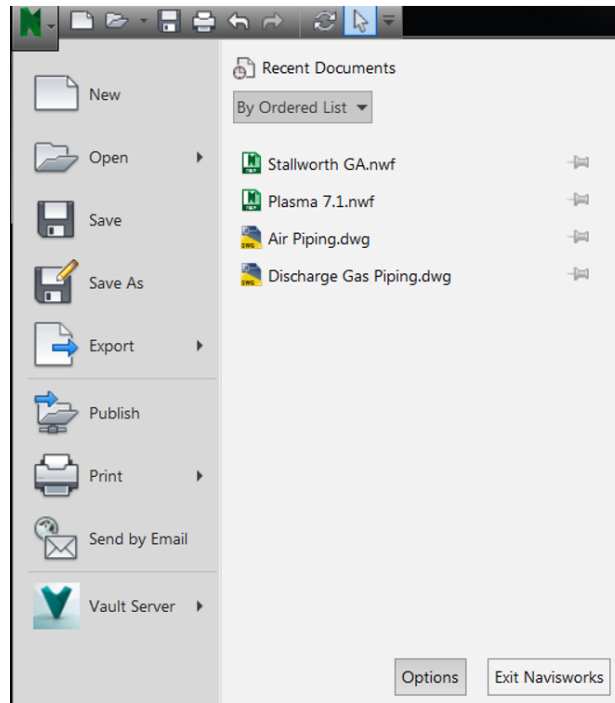 Recent Documents
By Ordered List
New
Open
Save
Save As
Export
Publish
Print
Send by Email
Vault Server
Stallworth GA.nwf
Plasma 7.1.nwf
Air Piping.dwg
Discharge Gas Piping.dwg
Options
Exit Navisworks